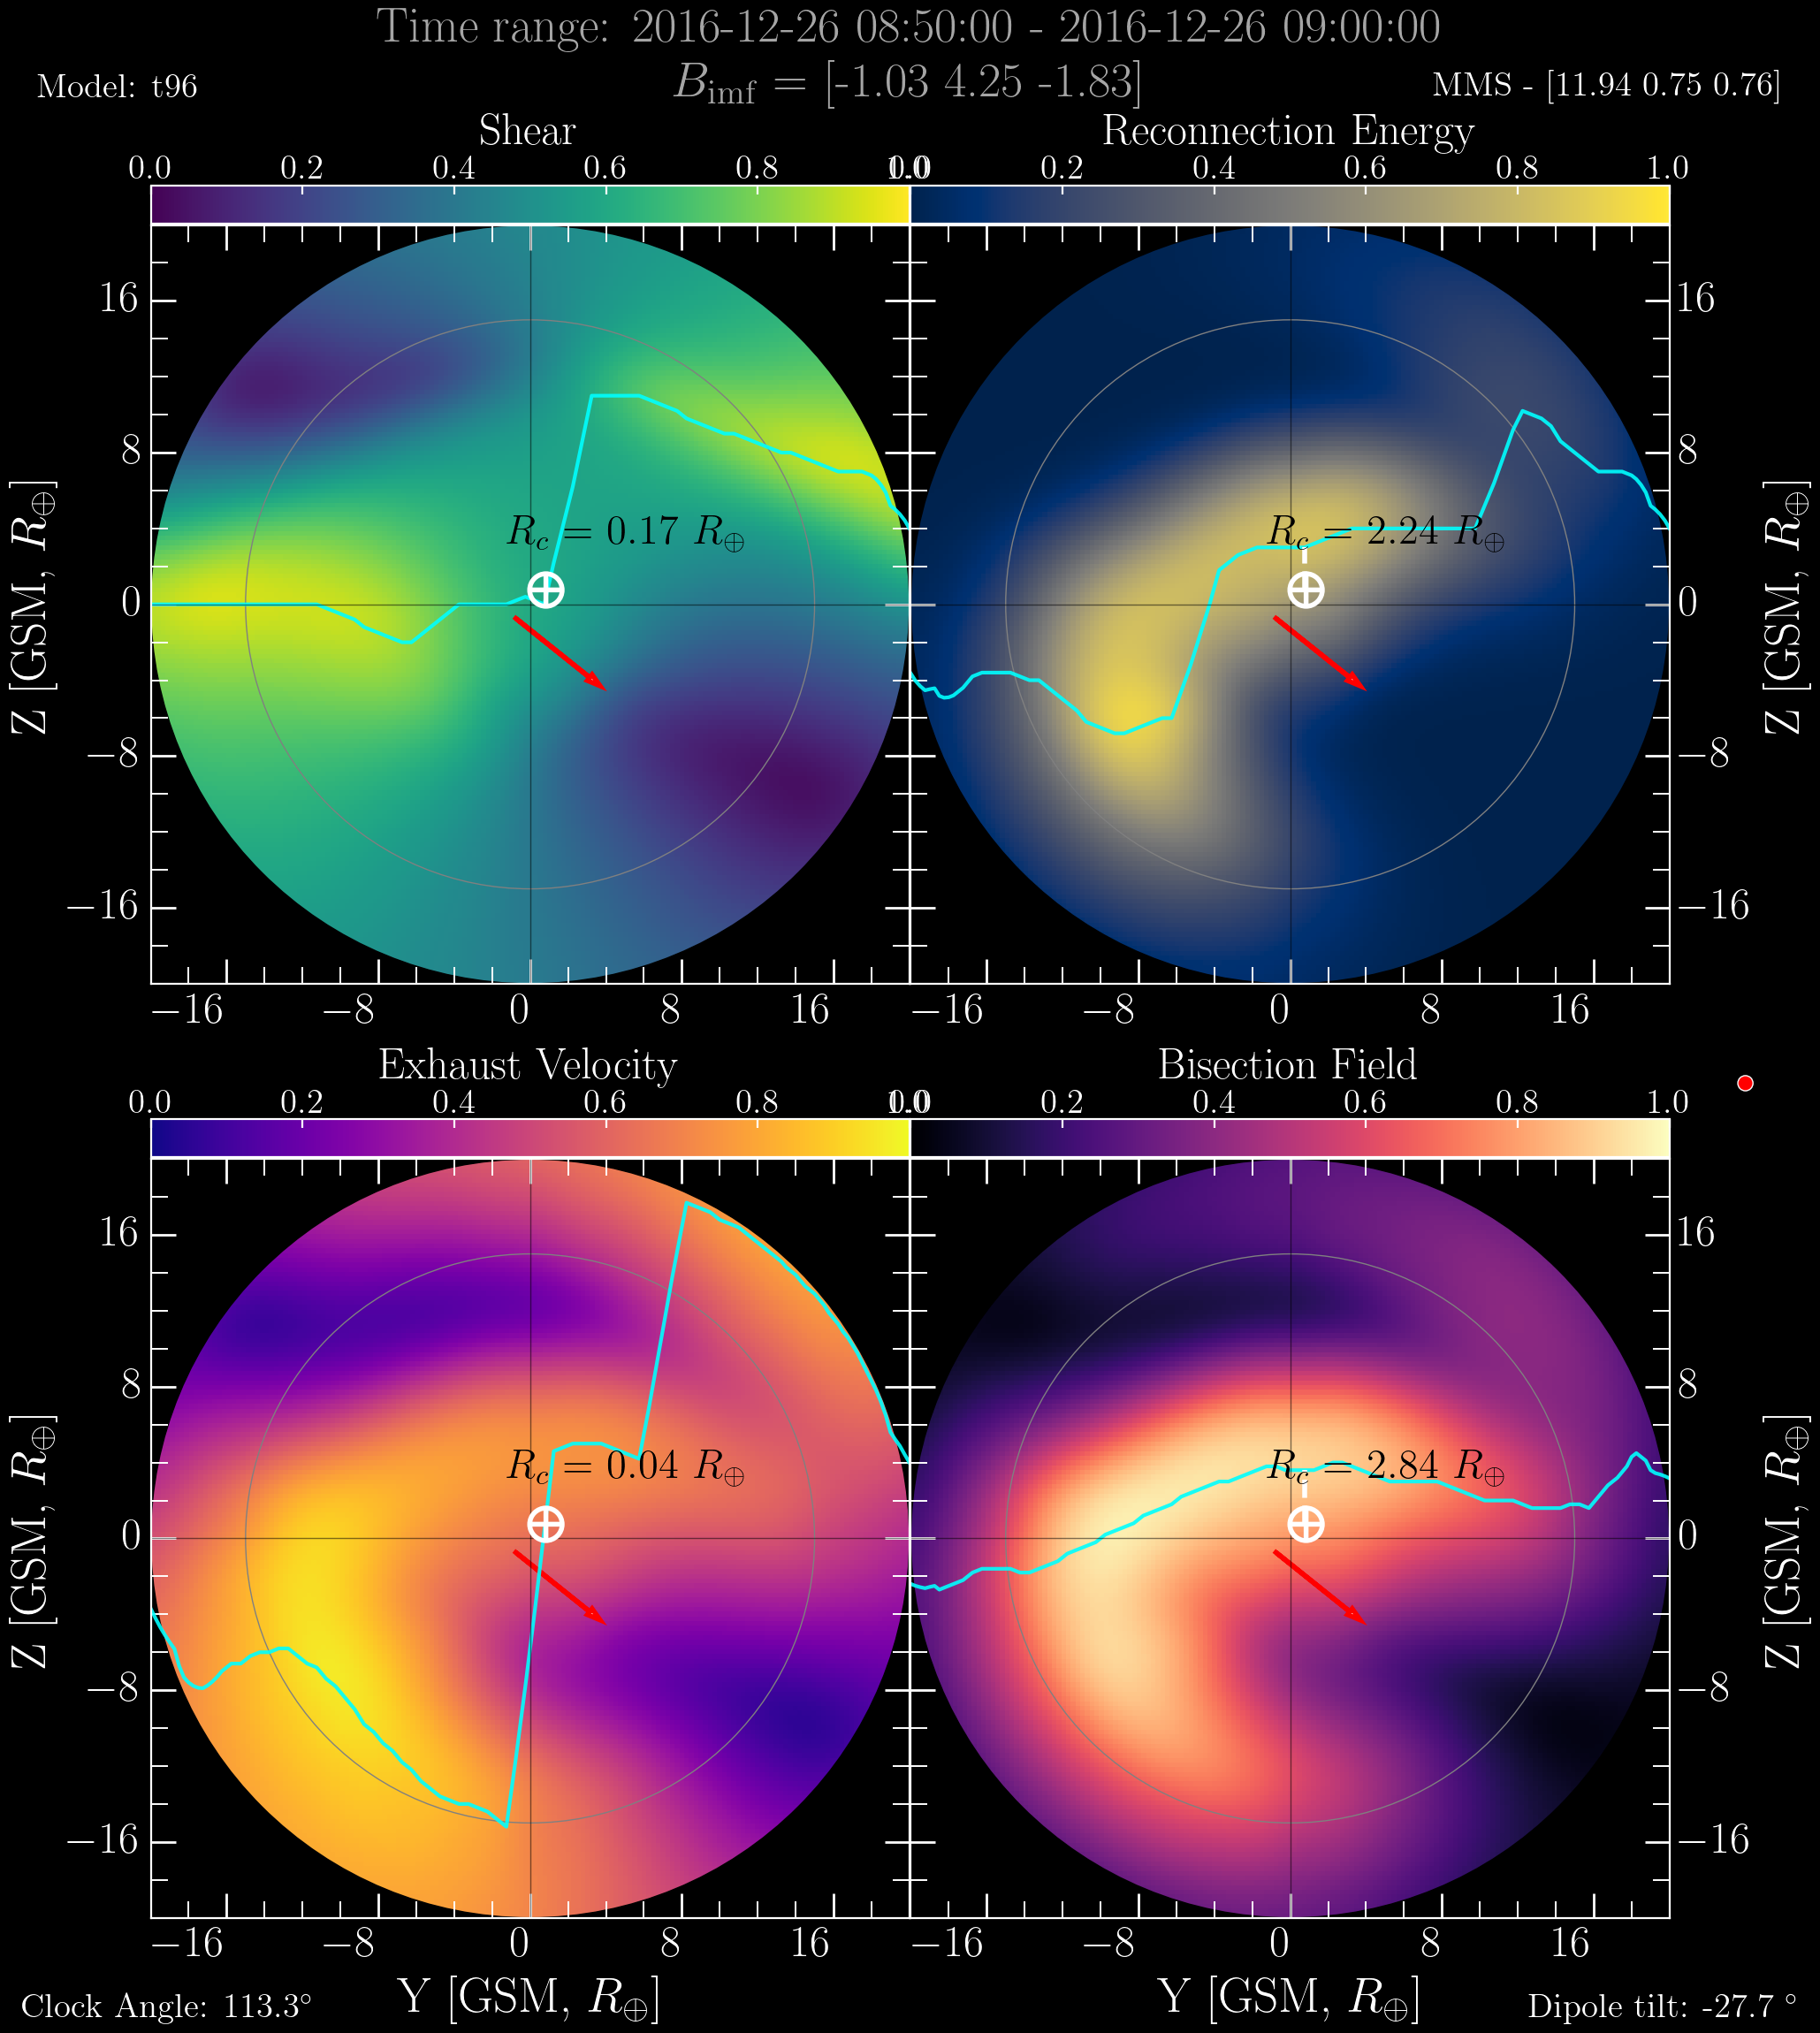 Time range: 2016-12-26 08:50:00 - 2016-12-26 09:00:00
Model: t96
B_imf = [-1.03 4.25 -1.83]
MMS - [11.94 0.75 0.76]
Shear
Reconnection Energy
0.0 0.2 0.4 0.6 0.8 1.0
0.2 0.4 0.6 0.8 1.0
16
8
0
−8
−16
Z [GSM, R⊕]
R_c = 0.17 R⊕
R_c = 2.24 R⊕
16
8
0
−8
−16
Z [GSM, R⊕]
−16 −8 0 8 16
−16 −8 0 8 16
Exhaust Velocity
Bisection Field
0.0 0.2 0.4 0.6 0.8 1.0
0.2 0.4 0.6 0.8 1.0
16
8
0
−8
−16
Z [GSM, R⊕]
R_c = 0.04 R⊕
R_c = 2.84 R⊕
16
8
0
−8
−16
Z [GSM, R⊕]
−16 −8 0 8 16
−16 −8 0 8 16
Y [GSM, R⊕]
Y [GSM, R⊕]
Clock Angle: 113.3°
Dipole tilt: -27.7 °